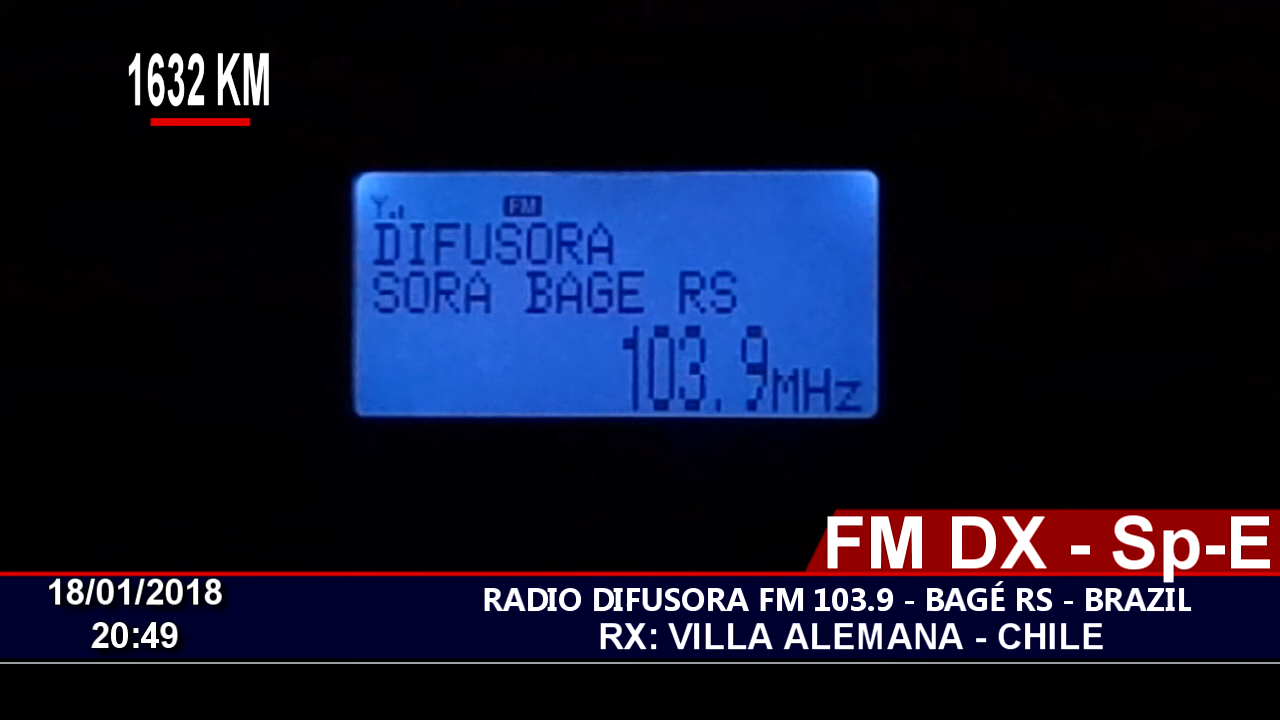 1632 KM
FM
DIFUSORA
SORA BAGE RS
103.9MHz
FM DX - Sp-E
18/01/2018
20:49
RADIO DIFUSORA FM 103.9 - BAGÉ RS - BRAZIL
RX: VILLA ALEMANA - CHILE